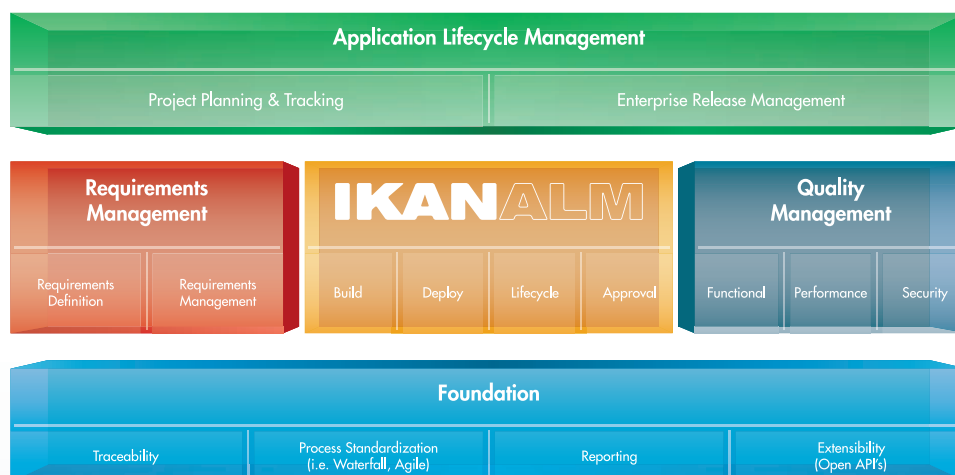 Application Lifecycle Management
Project Planning & Tracking
Enterprise Release Management
Requirements
Management
Requirements
Definition
Requirements
Management
IKANALM
Build
Deploy
Lifecycle
Approval
Quality
Management
Functional
Performance
Security
Foundation
Traceability
Process Standardization
(i.e. Waterfall, Agile)
Reporting
Extensibility
(Open API's)